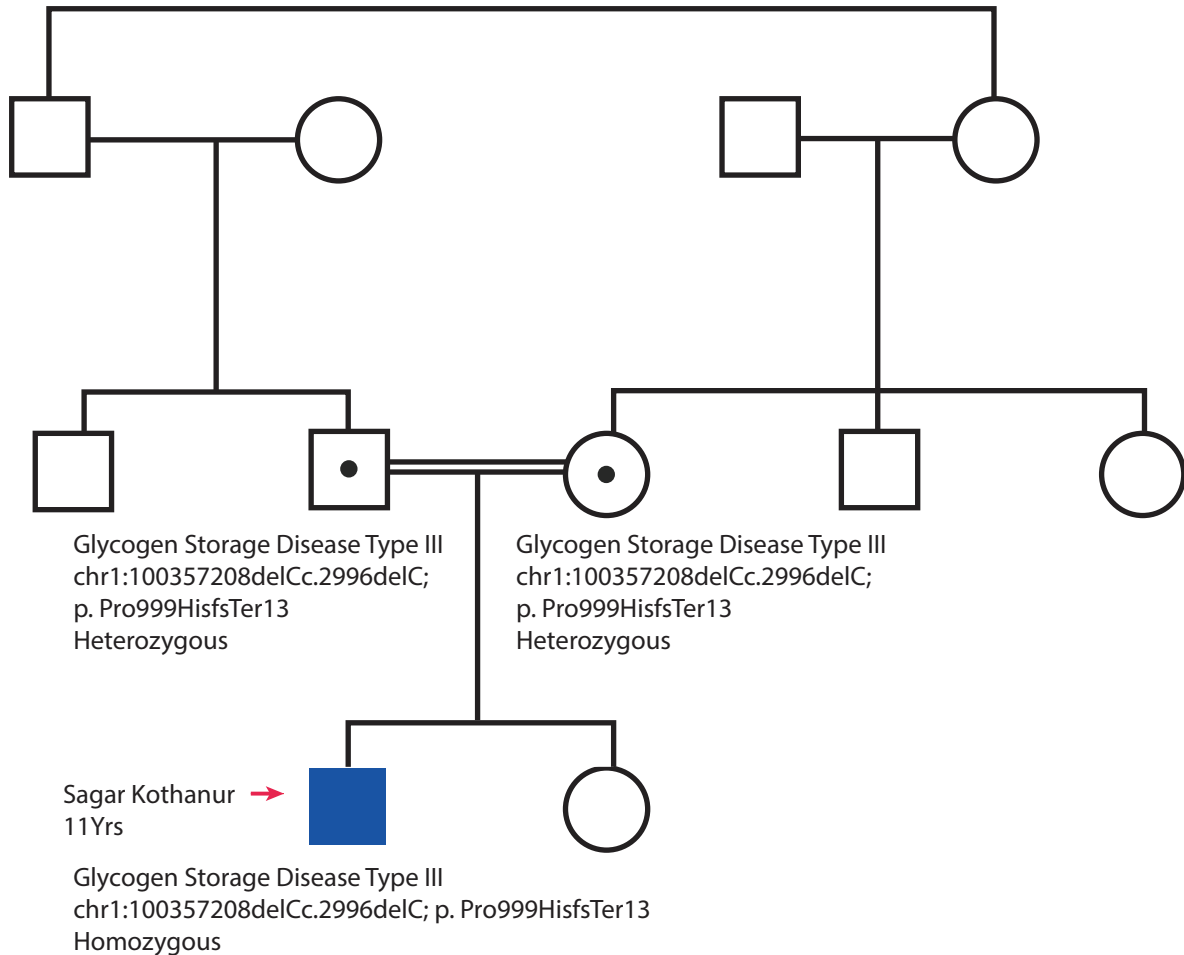 Glycogen Storage Disease Type III
chr1:100357208delCc.2996delC;
p. Pro999HisfsTer13
Heterozygous
Glycogen Storage Disease Type III
chr1:100357208delCc.2996delC;
p. Pro999HisfsTer13
Heterozygous
Sagar Kothanur
11Yrs
Glycogen Storage Disease Type III
chr1:100357208delCc.2996delC; p. Pro999HisfsTer13
Homozygous